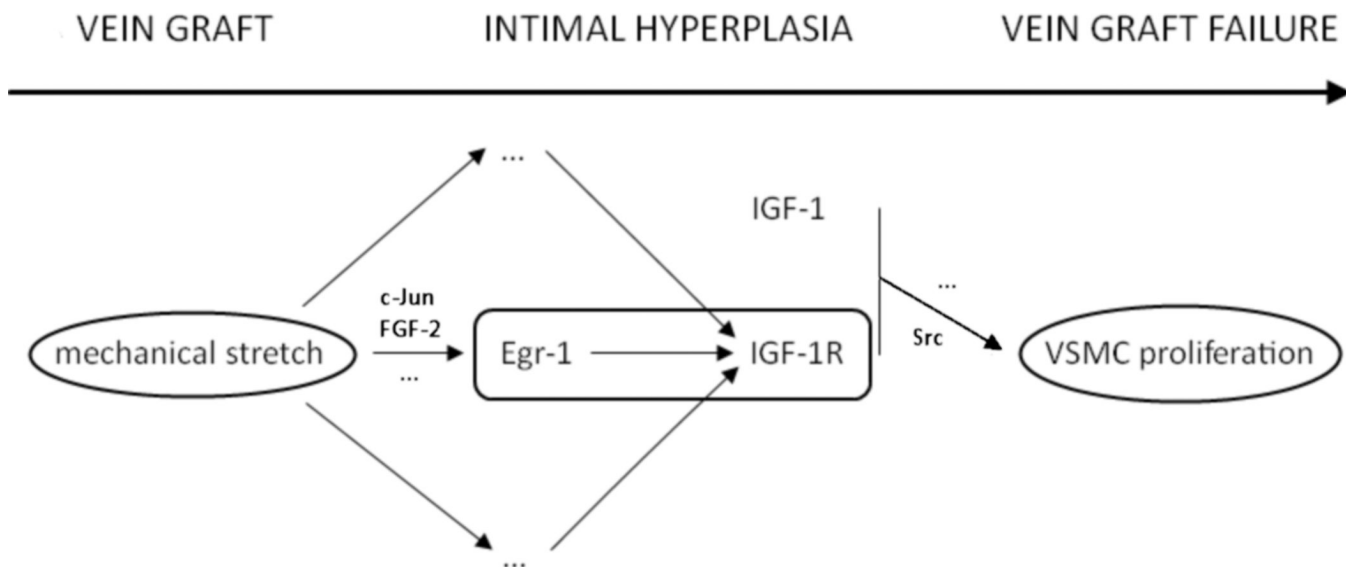 VEIN GRAFT INTIMAL HYPERPLASIA VEIN GRAFT FAILURE
...
IGF-1
c-Jun
FGF-2
...
mechanical stretch
...
Egr-1
IGF-1R
Src
VSMC proliferation
...